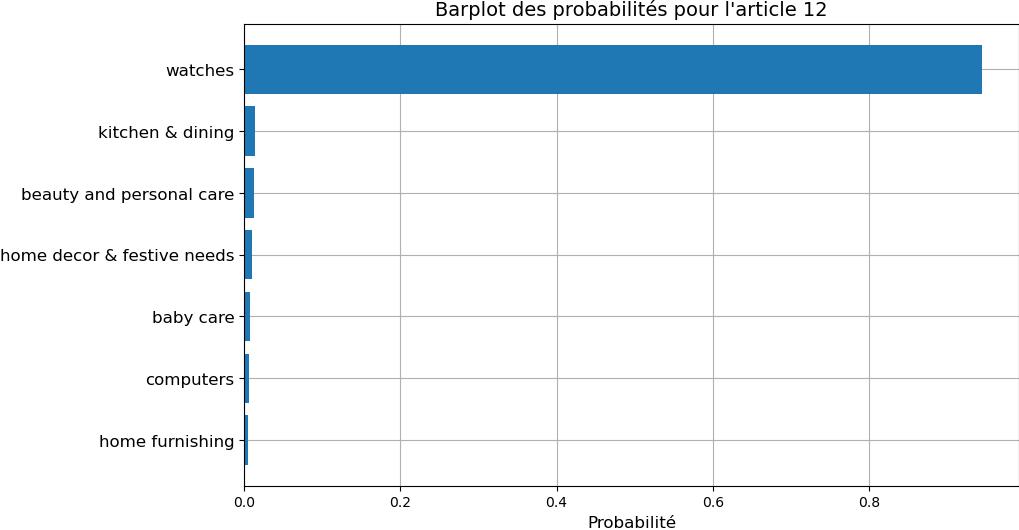 Barplot des probabilités pour l'article 12
watches
kitchen & dining
beauty and personal care
home decor & festive needs
baby care
computers
home furnishing
0.0 0.2 0.4 0.6 0.8
Probabilité